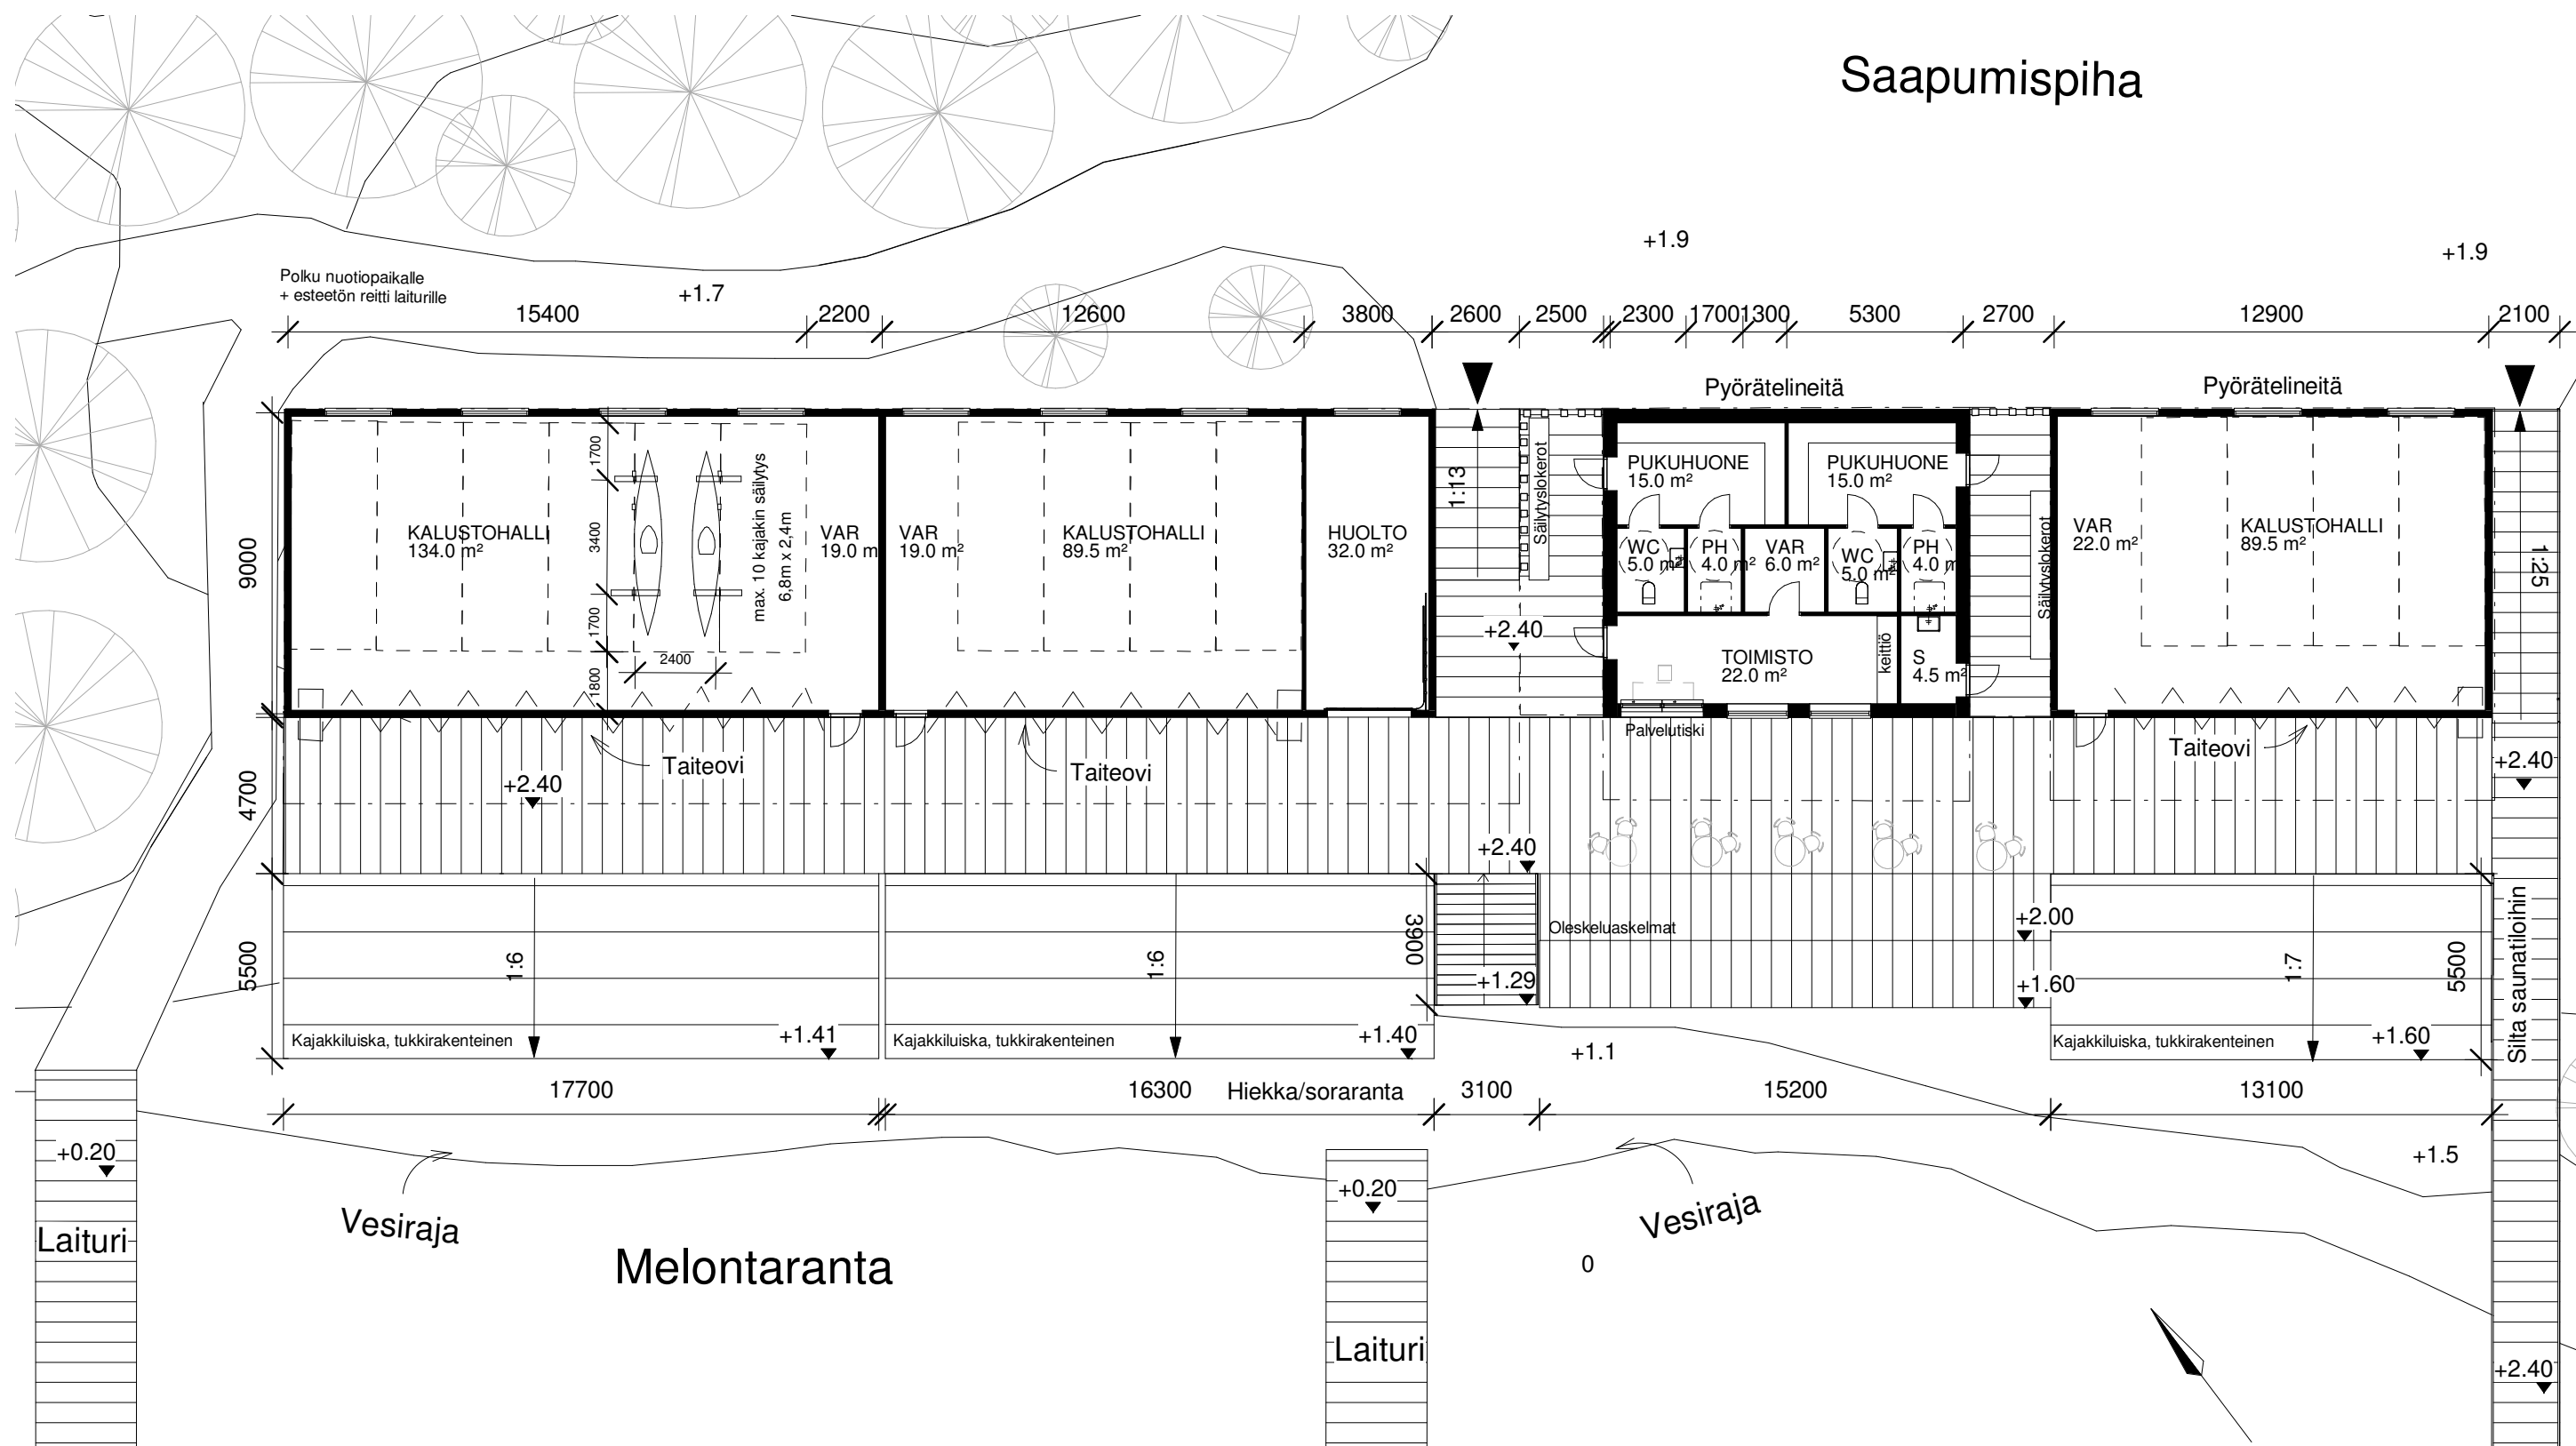 Saapumispiha
+1.9
+1.9
Polku nuotiopaikalle
+ esteetön reitti laiturille
+1.7
15400
2200
12600
3800
2600
2500
2300
1700
1300
5300
2700
12900
2100
Pyörätelineitä
Pyörätelineitä
9000
4700
5500
KALUSTOHALLI
134.0 m²
1700
3400
1700
1800
2400
max. 10 kajakin säilytys
6,8m x 2,4m
VAR
19.0 m
VAR
19.0 m²
KALUSTOHALLI
89.5 m²
HUOLTO
32.0 m²
1:13
Säilytyslokerot
+2.40
PUKUHUONE
15.0 m²
PUKUHUONE
15.0 m²
WC
5.0 m²
PH
4.0 m²
VAR
6.0 m²
WC
5.0 m²
PH
4.0 m
TOIMISTO
22.0 m²
keittiö
S
4.5 m²
Säilytyslokerot
VAR
22.0 m²
KALUSTOHALLI
89.5 m²
1:25
Palvelutiski
Taiteovi
Taiteovi
Taiteovi
+2.40
+2.40
+2.40
3900
+1.29
Oleskeluaskelmat
+2.00
+1.60
1:6
1:6
1:7
5500
Silta saunatiloihin
Kajakkiluiska, tukkirakenteinen
+1.41
Kajakkiluiska, tukkirakenteinen
+1.40
Kajakkiluiska, tukkirakenteinen
+1.60
+1.1
17700
16300
Hiekka/soraranta
3100
15200
13100
+0.20
+0.20
+1.5
Vesiraja
Vesiraja
Laituri
Melontaranta
0
Laituri
+2.40